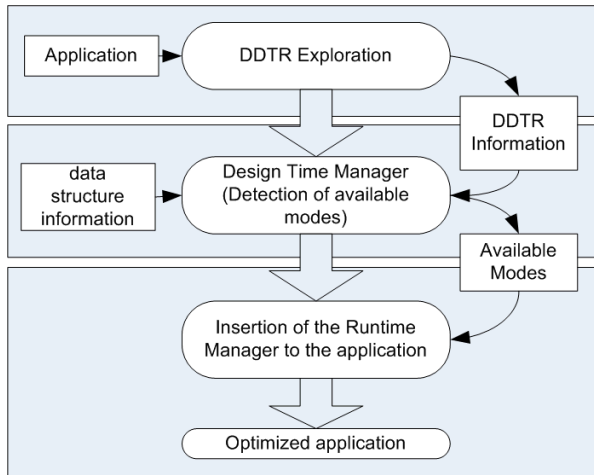 Application
DDTR Exploration
DDTR
Information
data
structure
information
Design Time Manager
(Detection of available
modes)
Available
Modes
Insertion of the Runtime
Manager to the application
Optimized application